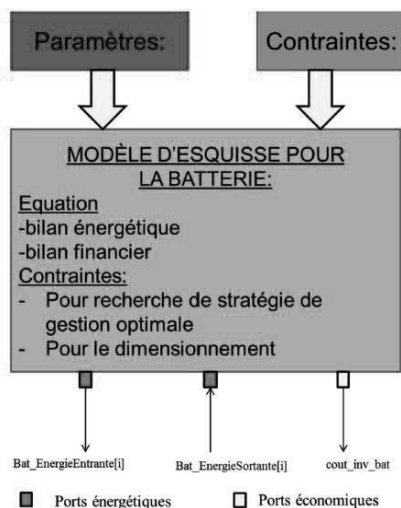 Paramètres:
Contraintes:
MODÈLE D'ESQUISSE POUR
LA BATTERIE:
Equation
-bilan énergétique
-bilan financier
Contraintes:
- Pour recherche de stratégie de
gestion optimale
- Pour le dimensionnement
Bat_EnergieEntrante[i]
Bat_EnergieSortante[i]
cout_inv_bat
Ports énergétiques
Ports économiques